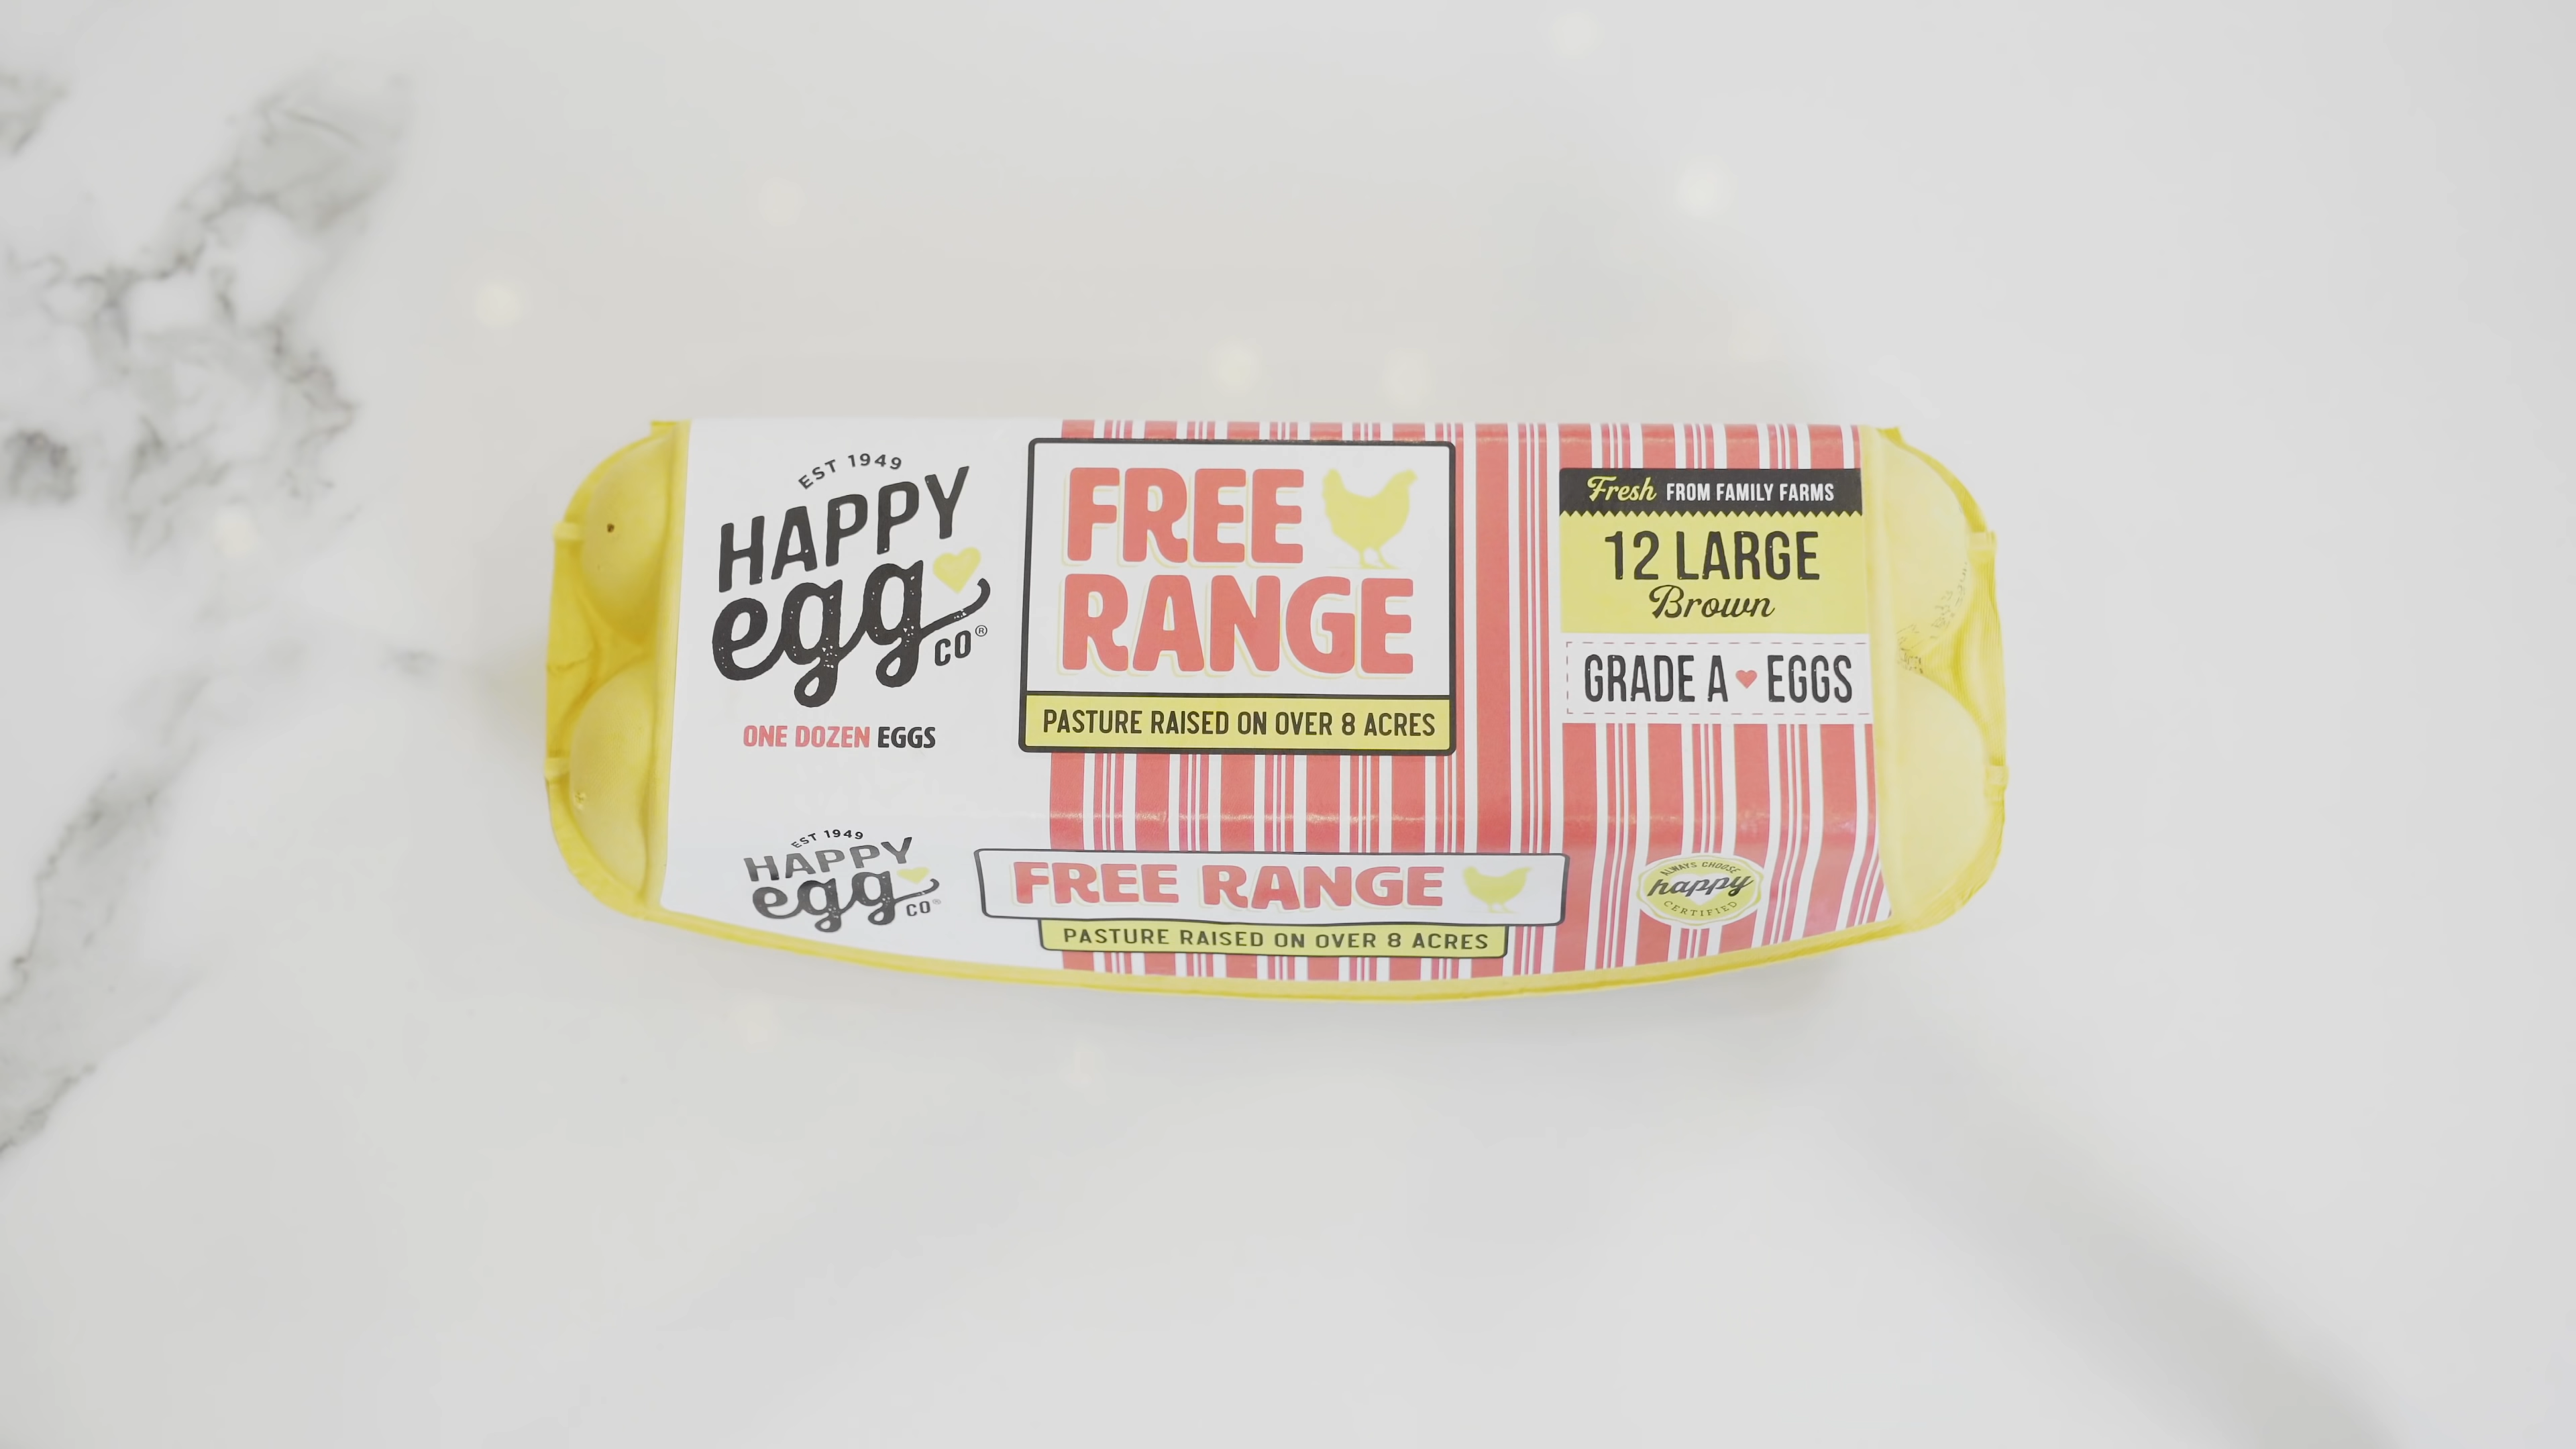 EST 1949
HAPPY
egg
CO®
ONE DOZEN EGGS
FREE
RANGE
PASTURE RAISED ON OVER 8 ACRES
Fresh FROM FAMILY FARMS
12 LARGE
Brown
GRADE A EGGS
EST 1949
HAPPY
egg
CO®
FREE RANGE
PASTURE RAISED ON OVER 8 ACRES
ALWAYS CHOOSE
happy
CERTIFIED